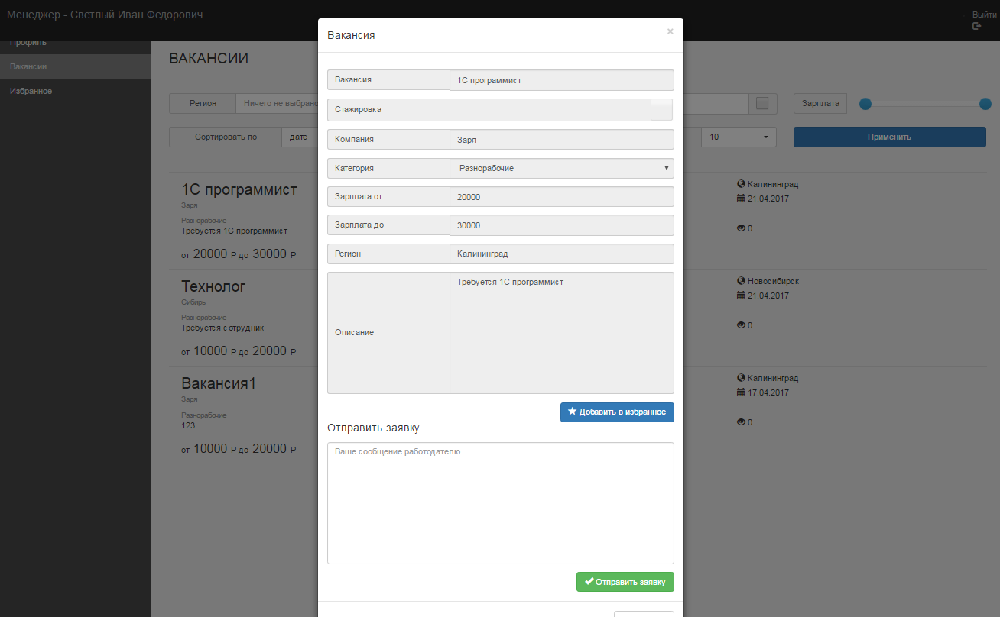 Менеджер - Светлый Иван Федорович
Выйти
Профиль
Вакансии
Избранное
ВАКАНСИИ
Регион
Ничего не выбрано
Зарплата
Сортировать по
дате
10
Применить
1С программист
Заря
Разнорабочие
Требуется 1С программист
от 20000 Р до 30000 Р
Калининград
21.04.2017
0
Технолог
Сибирь
Разнорабочие
Требуется сотрудник
от 10000 Р до 20000 Р
Новосибирск
21.04.2017
0
Вакансия1
Заря
Разнорабочие
123
от 10000 Р до 20000 Р
Калининград
17.04.2017
0
Вакансия
×
Вакансия 1С программист
Стажировка
Компания Заря
Категория Разнорабочие
Зарплата от 20000
Зарплата до 30000
Регион Калининград
Описание
Требуется 1С программист
Добавить в избранное
Отправить заявку
Ваше сообщение работодателю
Отправить заявку